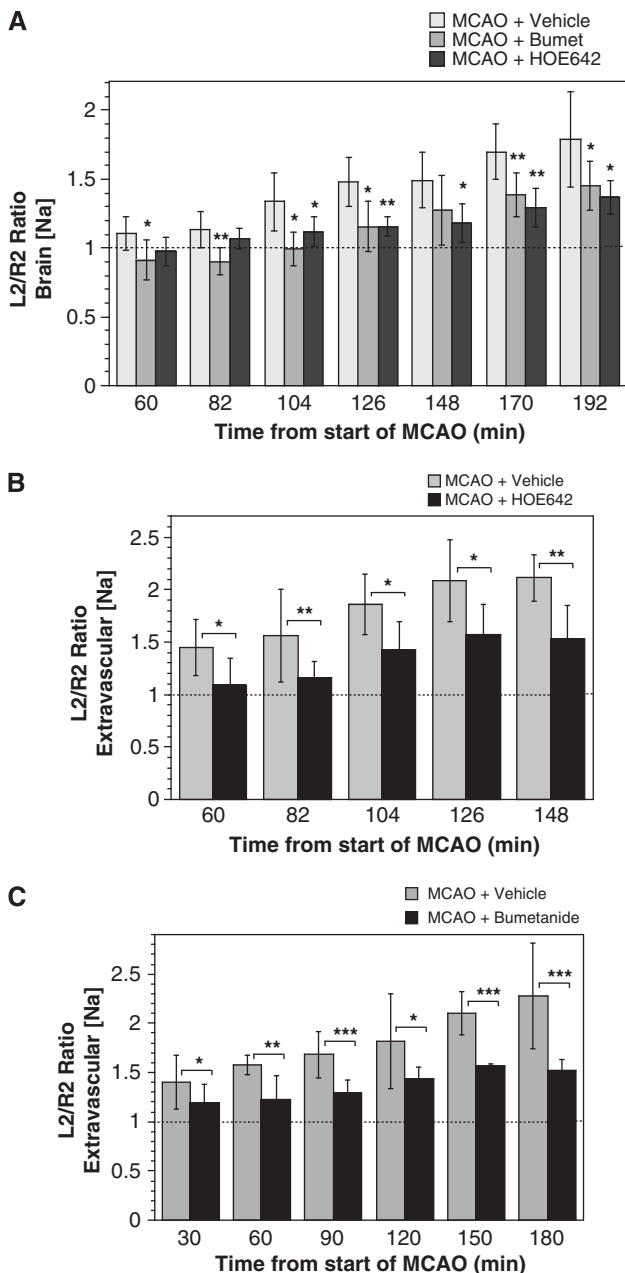 A
MCAO + Vehicle
MCAO + Bumet
MCAO + HOE642
L2/R2 Ratio
Brain [Na]
2
1.5
1
0.5
0
*
**
*
*
*
**
*
**
**
*
*
60 82 104 126 148 170 192
Time from start of MCAO (min)
B
MCAO + Vehicle
MCAO + HOE642
L2/R2 Ratio
Extravascular [Na]
2.5
2
1.5
1
0.5
0
*
**
*
*
**
60 82 104 126 148
Time from start of MCAO (min)
C
MCAO + Vehicle
MCAO + Bumetanide
L2/R2 Ratio
Extravascular [Na]
2.5
2
1.5
1
0.5
0
*
**
***
*
***
***
30 60 90 120 150 180
Time from start of MCAO (min)